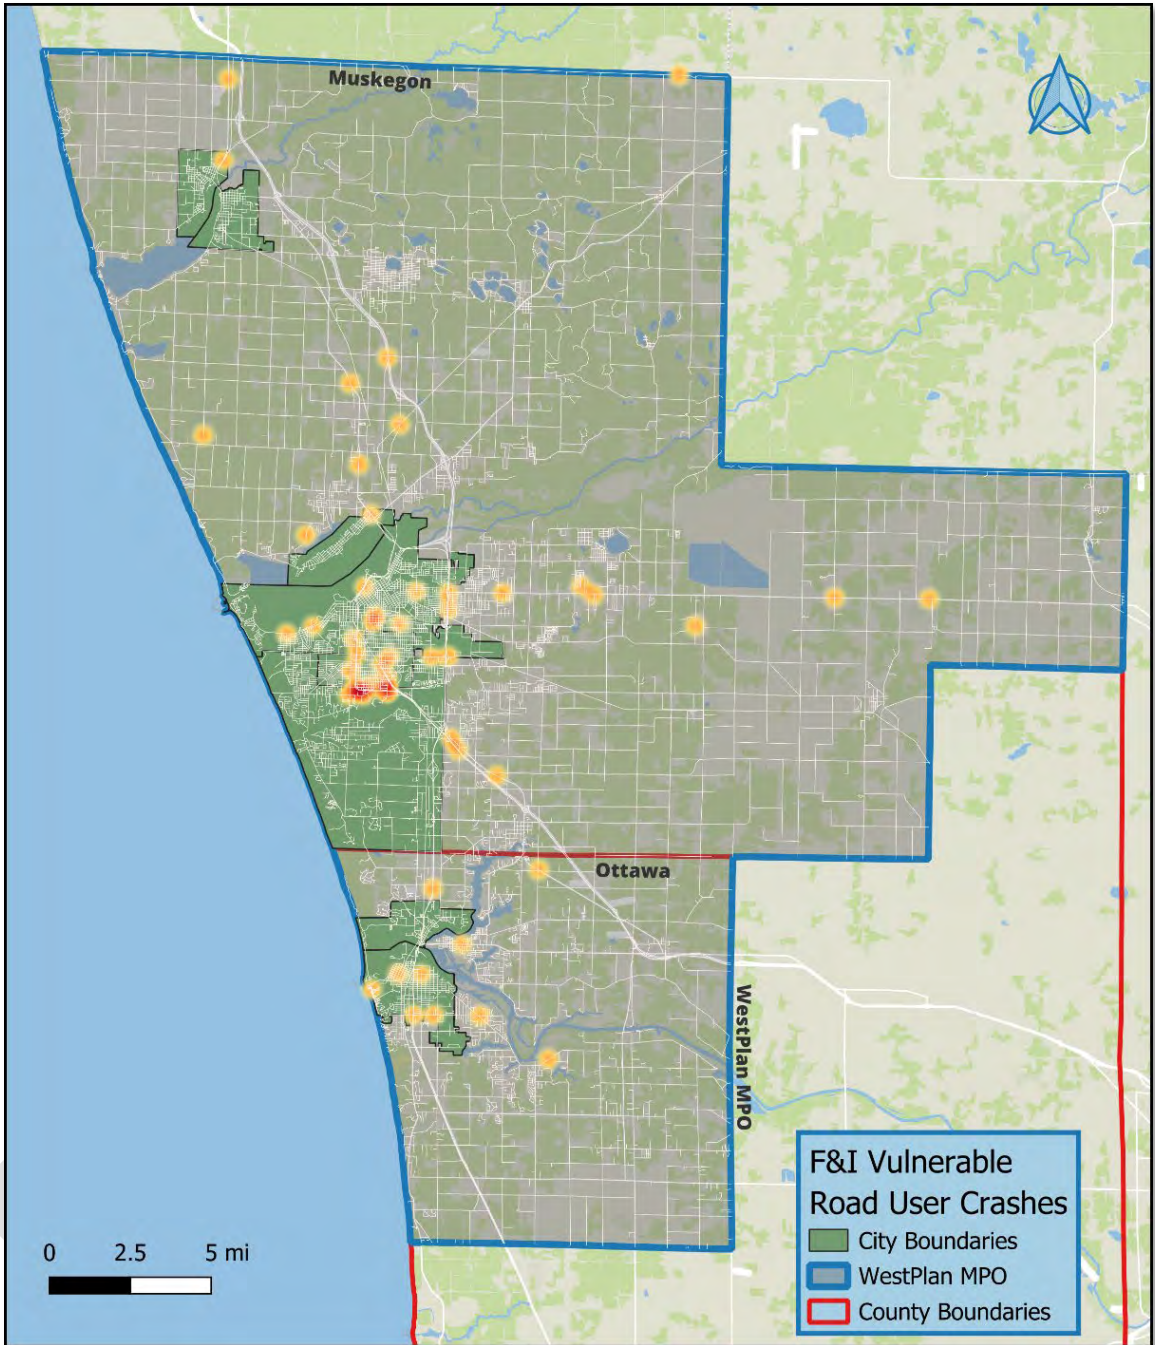 Muskegon
Ottawa
WestPlan MPO
F&I Vulnerable
Road User Crashes
City Boundaries
WestPlan MPO
County Boundaries
0 2.5 5 mi